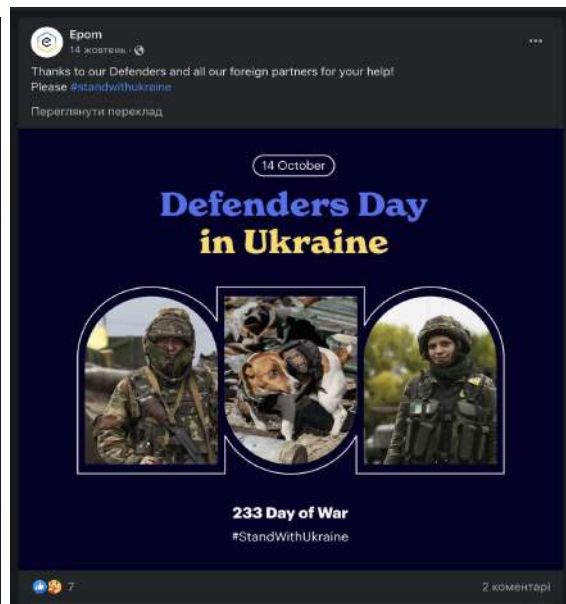 Epom
14 жовтень ·
Thanks to our Defenders and all our foreign partners for your help!
Please #standwithukraine
Переглянути переклад
14 October
Defenders Day
in Ukraine
233 Day of War
#StandWithUkraine
7
2 коментарі